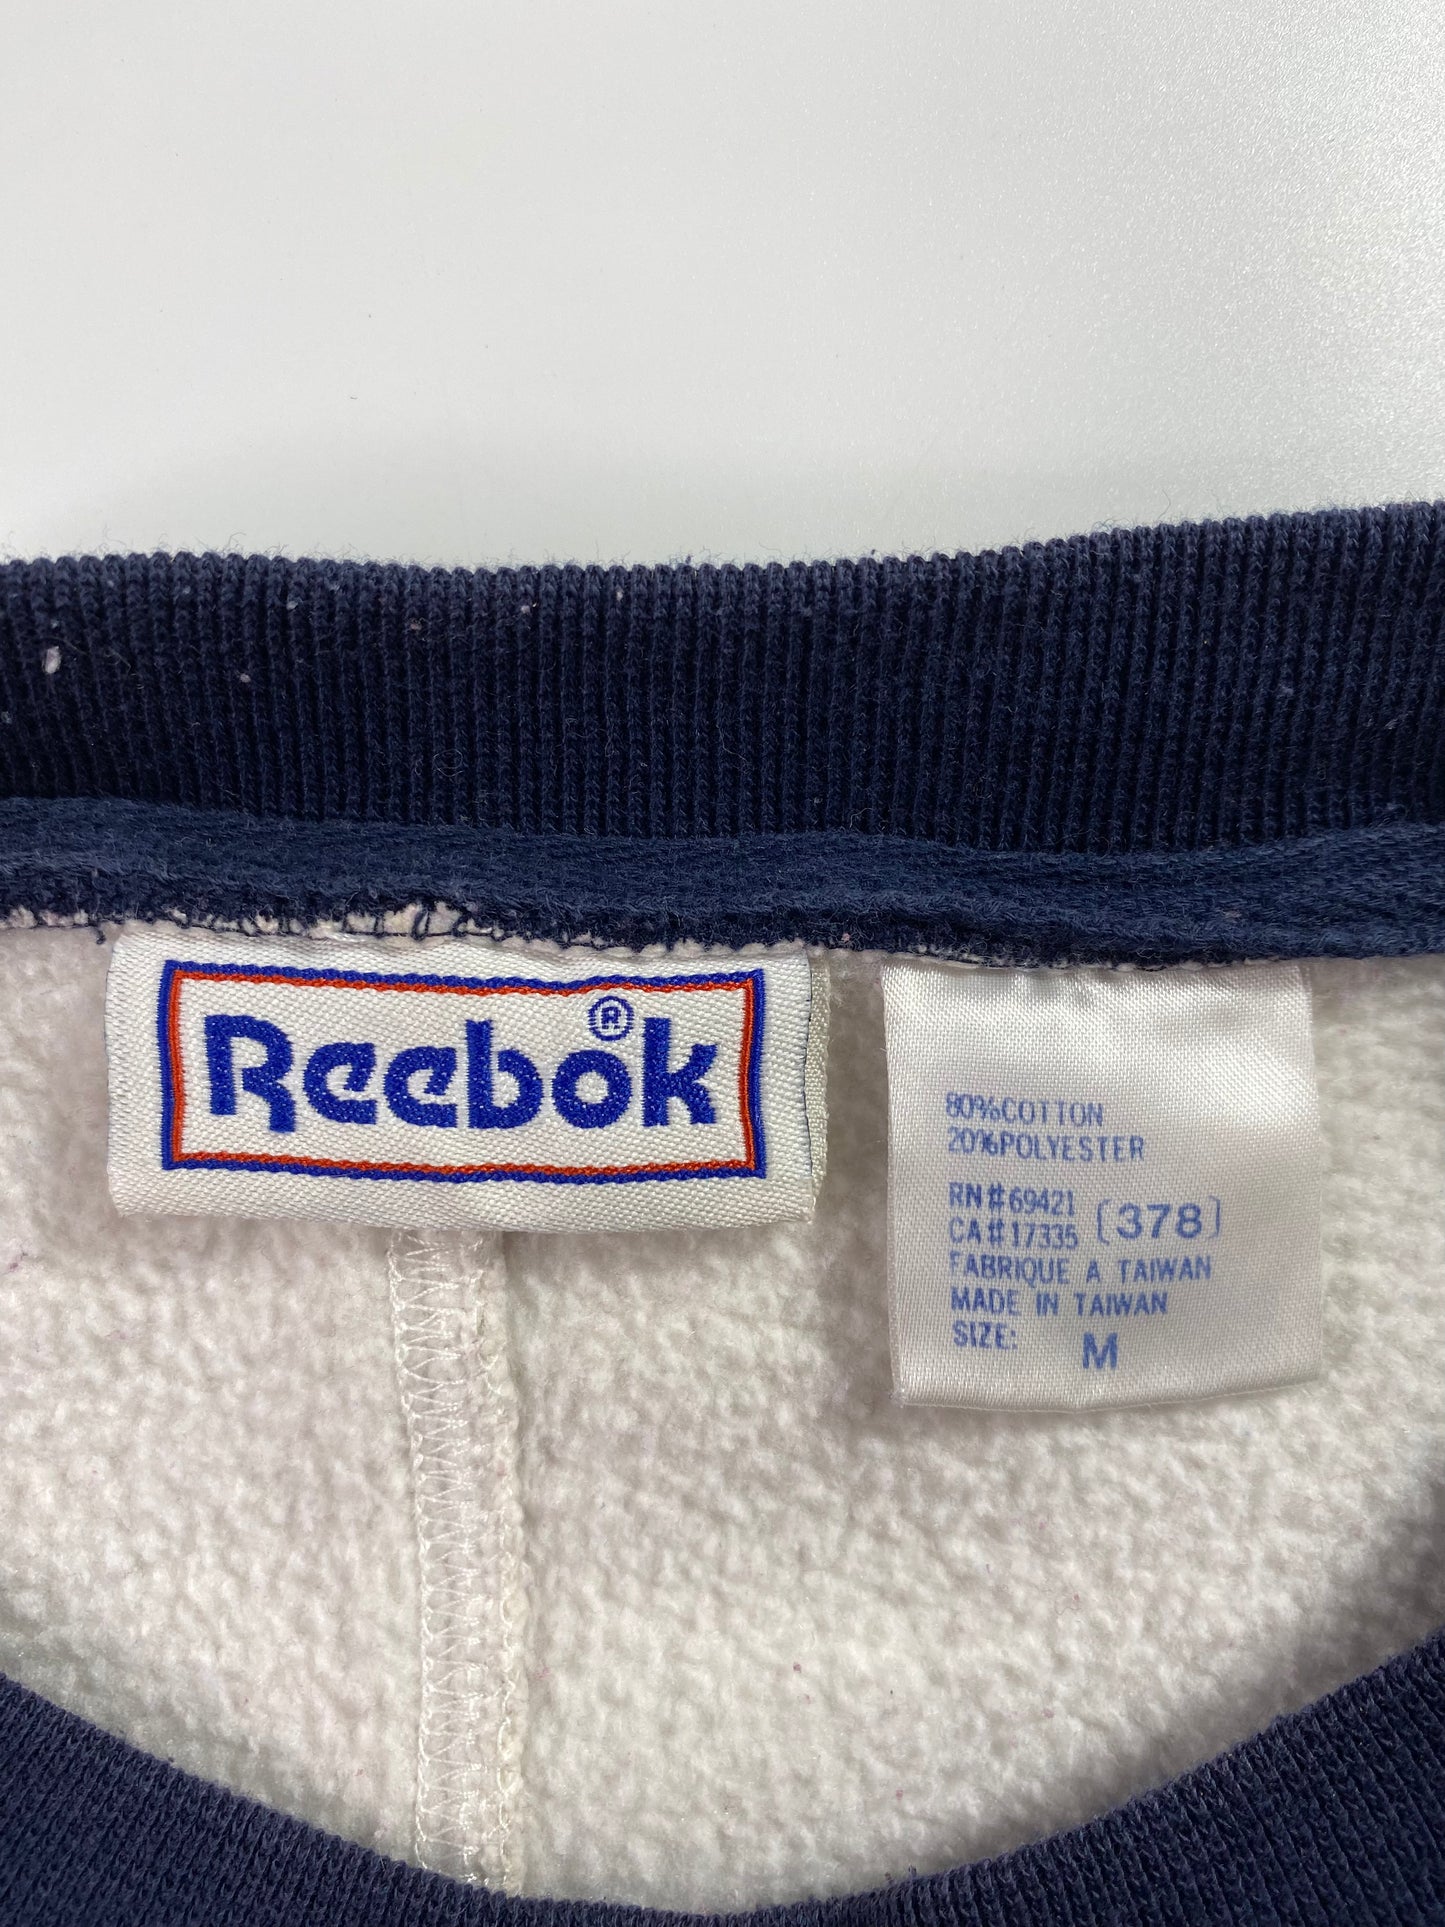 Reebok®
80%COTTON
20%POLYESTER
RN#69421
CA#17335 (378)
FABRIQUE A TAIWAN
MADE IN TAIWAN
SIZE: M